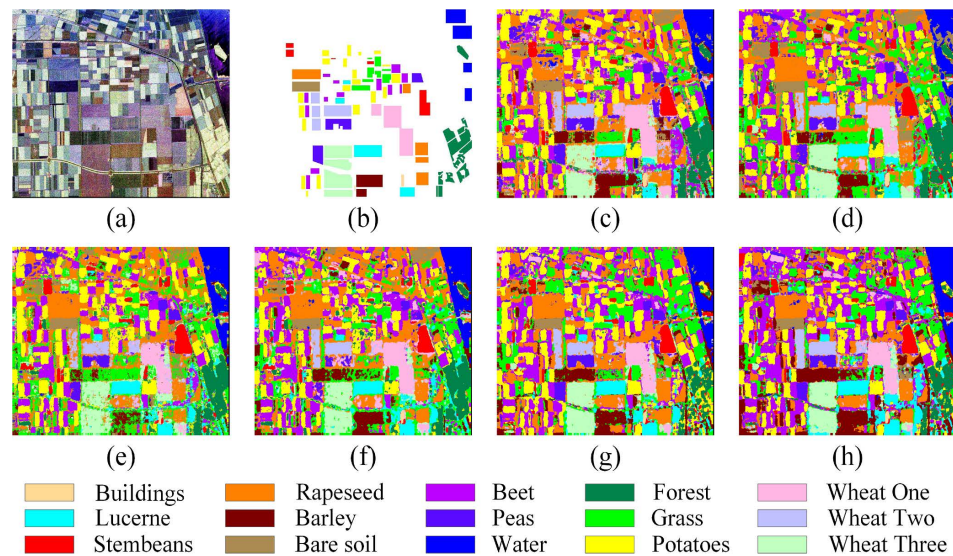 (a) (b) (c) (d)
(e) (f) (g) (h)
Buildings Rapeseed Beet Forest Wheat One
Lucerne Barley Peas Grass Wheat Two
Stembeans Bare soil Water Potatoes Wheat Three